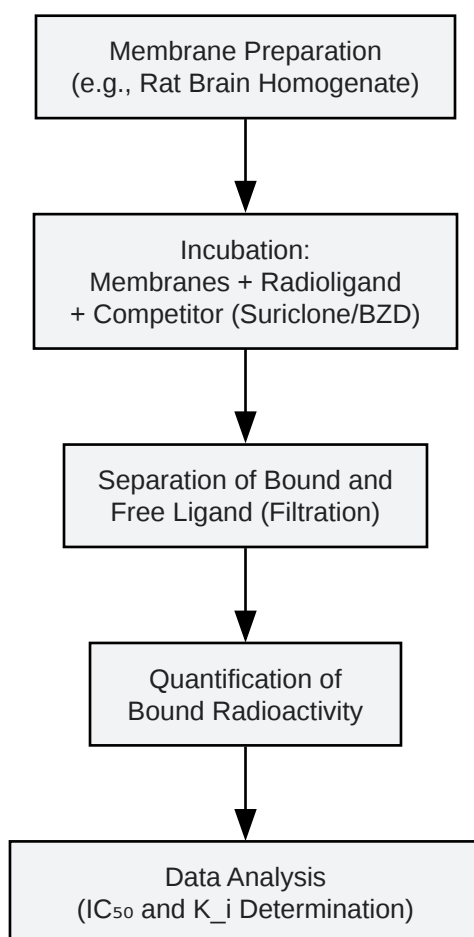 Membrane Preparation
(e.g., Rat Brain Homogenate)
Incubation:
Membranes + Radioligand
+ Competitor (Suriclone/BZD)
Separation of Bound and
Free Ligand (Filtration)
Quantification of
Bound Radioactivity
Data Analysis
(IC₅₀ and K_i Determination)